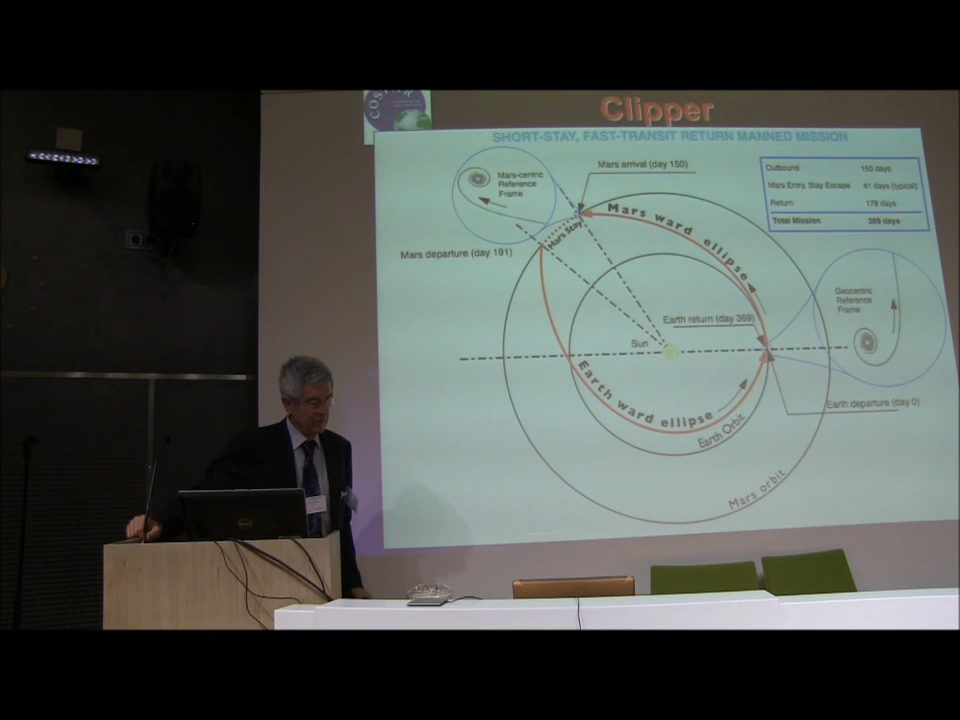 Clipper
SHORT-STAY, FAST-TRANSIT RETURN MANNED MISSION
Mars arrival (day 150)
Mars-centric
Reference
Frame
Outbound 150 days
Mars Entry, Stay Escape 41 days (typical)
Return 178 days
Total Mission 369 days
Mars ward ellipse
Mars Stay
Mars departure (day 191)
Geocentric
Reference
Frame
Earth return (day 369)
Sun
Earth ward ellipse
Earth departure (day 0)
Earth Orbit
Mars orbit
DELL